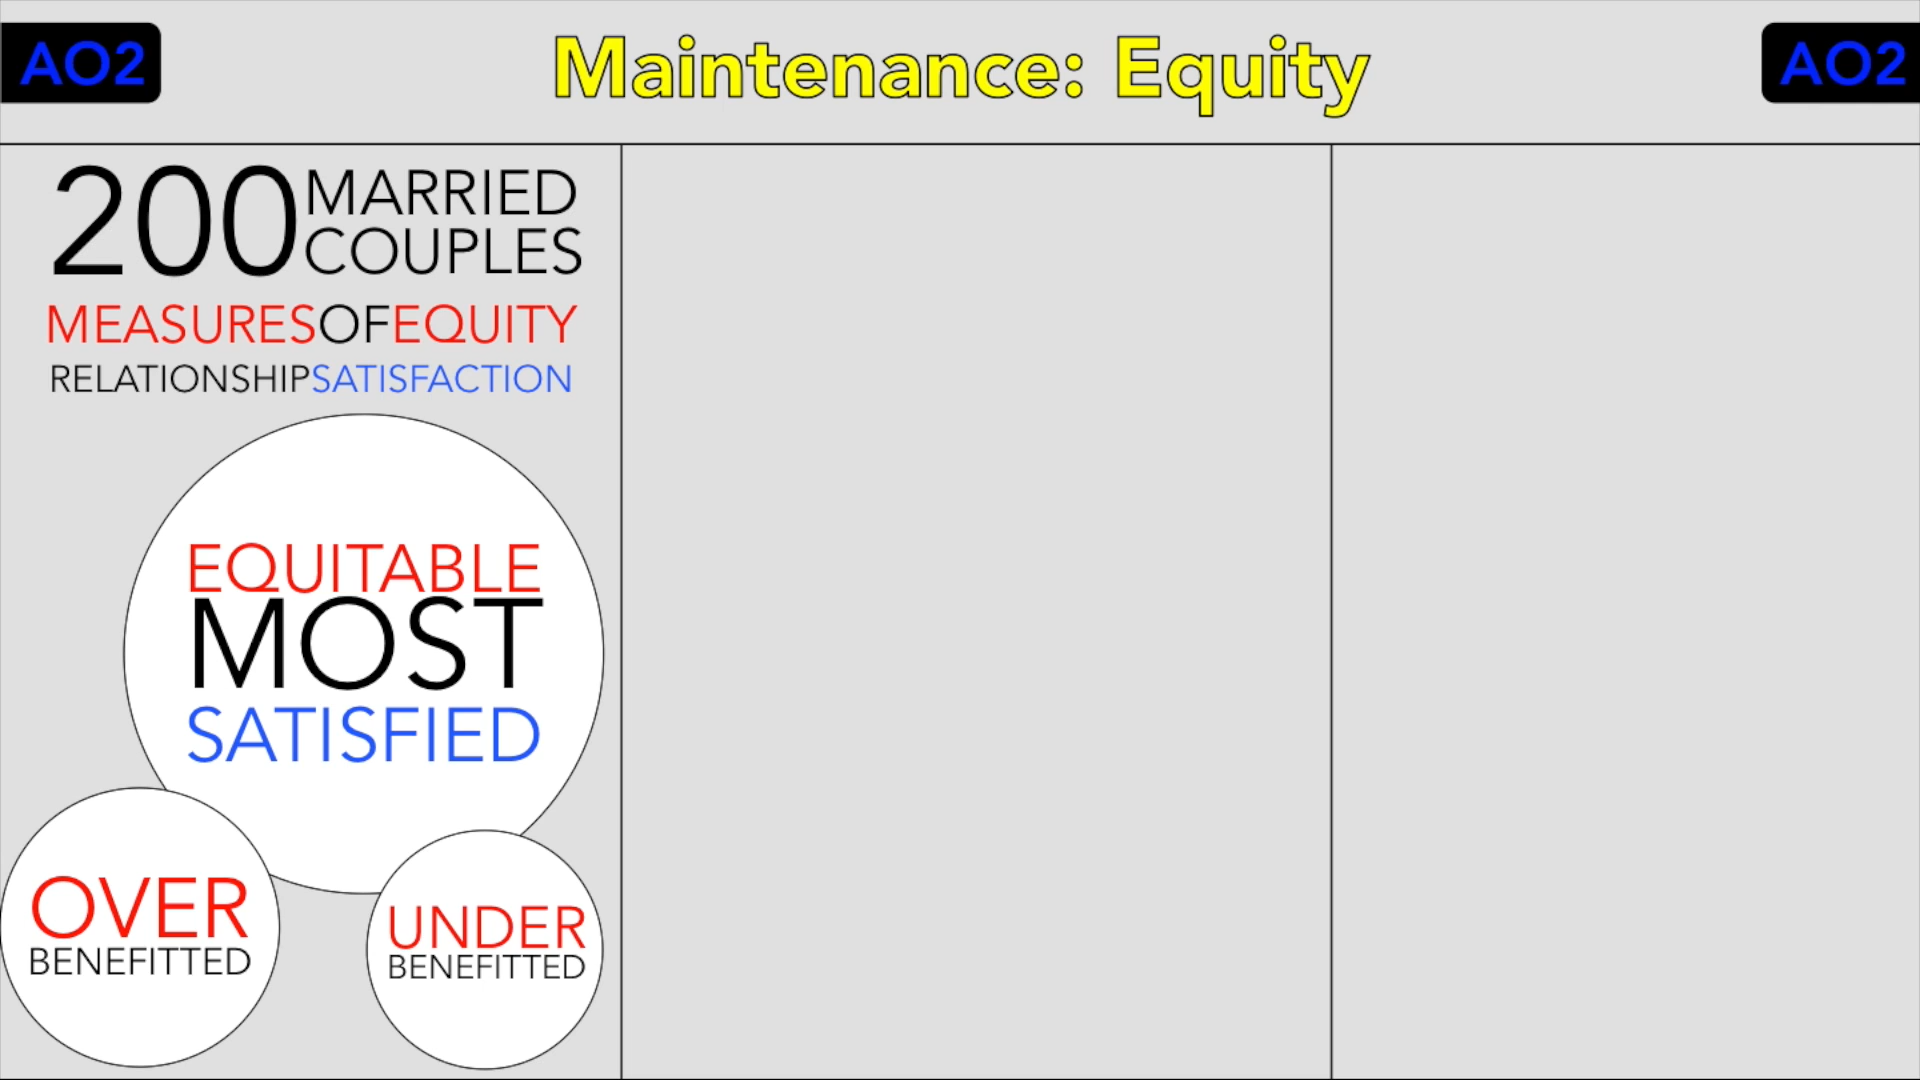 AO2
Maintenance: Equity
AO2
200 MARRIED
COUPLES
MEASURESOFEQUITY
RELATIONSHIPSATISFACTION
EQUITABLE
MOST
SATISFIED
OVER
BENEFITTED
UNDER
BENEFITTED